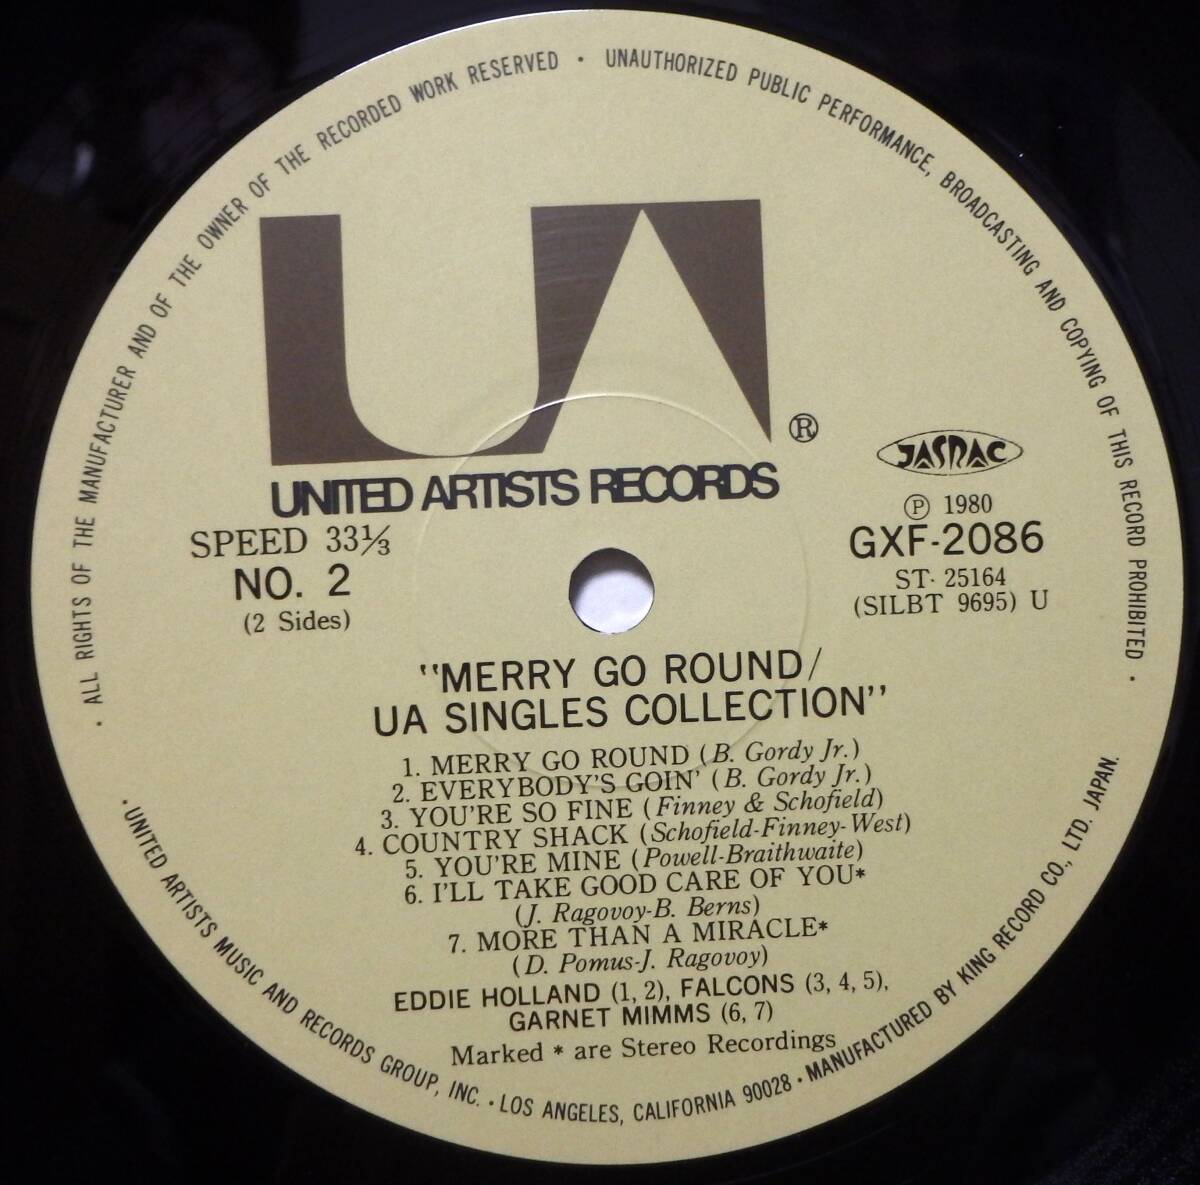 · ALL RIGHTS OF THE MANUFACTURER AND OF THE OWNER OF THE RECORDED WORK RESERVED · UNAUTHORIZED PUBLIC PERFORMANCE, BROADCASTING AND COPYING OF THIS RECORD PROHIBITED ·
UA
®
UNITED ARTISTS RECORDS
JASRAC
SPEED 33⅓
NO. 2
(2 Sides)
Ⓟ 1980
GXF-2086
ST- 25164
(SILBT 9695) U
"MERRY GO ROUND/
UA SINGLES COLLECTION"
1. MERRY GO ROUND (B. Gordy Jr.)
2. EVERYBODY'S GOIN' (B. Gordy Jr.)
3. YOU'RE SO FINE (Finney & Schofield)
4. COUNTRY SHACK (Schofield-Finney-West)
5. YOU'RE MINE (Powell-Braithwaite)
6. I'LL TAKE GOOD CARE OF YOU*
(J. Ragovoy-B. Berns)
7. MORE THAN A MIRACLE*
(D. Pomus-J. Ragovoy)
EDDIE HOLLAND (1, 2), FALCONS (3, 4, 5),
GARNET MIMMS (6, 7)
Marked * are Stereo Recordings
· UNITED ARTISTS MUSIC AND RECORDS GROUP, INC. · LOS ANGELES, CALIFORNIA 90028 · MANUFACTURED BY KING RECORD CO., LTD. JAPAN.